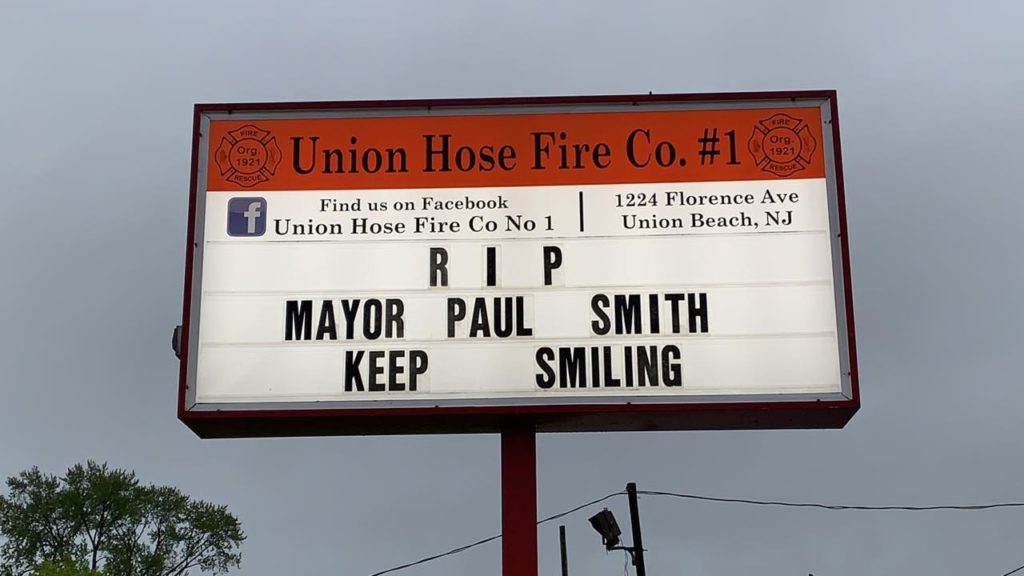 FIRE
Org.
1921
RESCUE
Union Hose Fire Co. #1
FIRE
Org.
1921
RESCUE
f
Find us on Facebook
Union Hose Fire Co No 1
1224 Florence Ave
Union Beach, NJ
R I P
MAYOR PAUL SMITH
KEEP SMILING